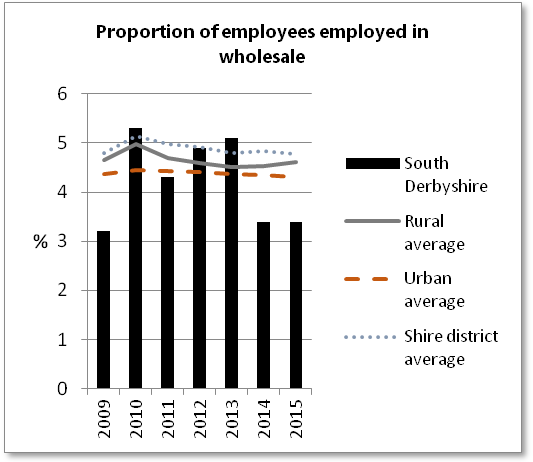 Proportion of employees employed in
wholesale
6
5
4
% 3
2
1
0
2009 2010 2011 2012 2013 2014 2015
South
Derbyshire
Rural
average
Urban
average
Shire district
average